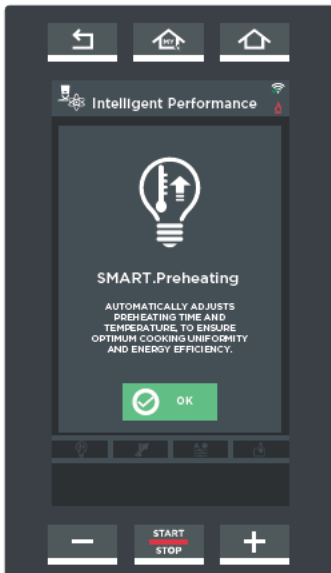 MY
Intelligent Performance
SMART.Preheating
AUTOMATICALLY ADJUSTS
PREHEATING TIME AND
TEMPERATURE, TO ENSURE
OPTIMUM COOKING UNIFORMITY
AND ENERGY EFFICIENCY.
OK
START
STOP